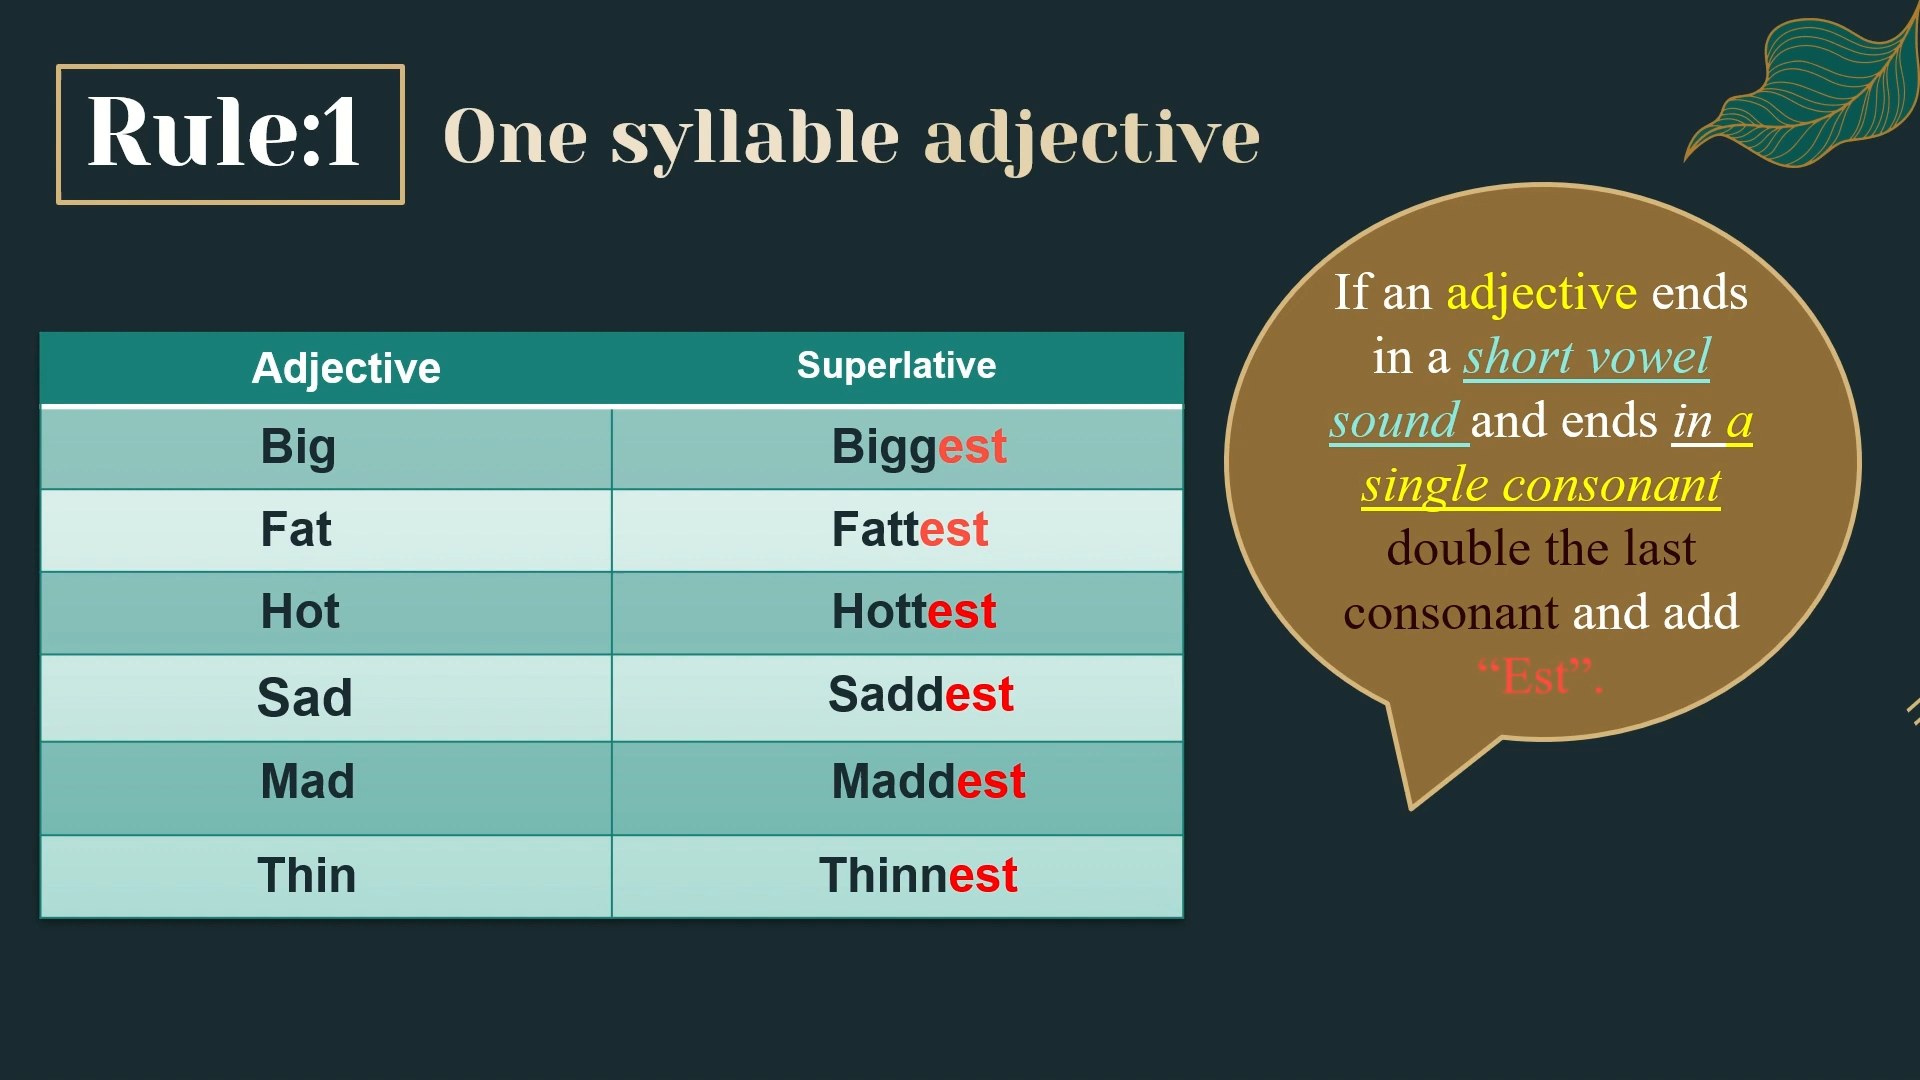 Rule:1 One syllable adjective
Adjective Superlative
Big Biggest
Fat Fattest
Hot Hottest
Sad Saddest
Mad Maddest
Thin Thinnest
If an adjective ends
in a short vowel
sound and ends in a
single consonant
double the last
consonant and add
“Est”.